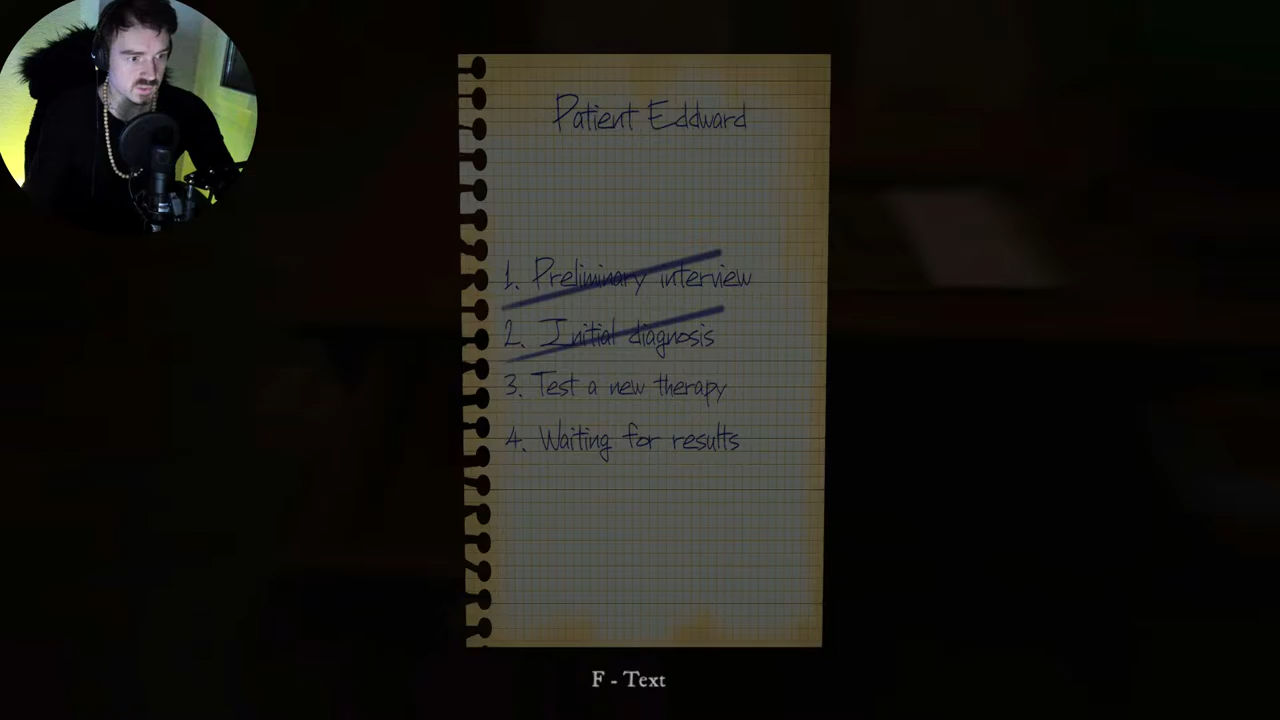 Patient Eddward
1. Preliminary interview
2. Initial diagnosis
3. Test a new therapy
4. Waiting for results
F - Text